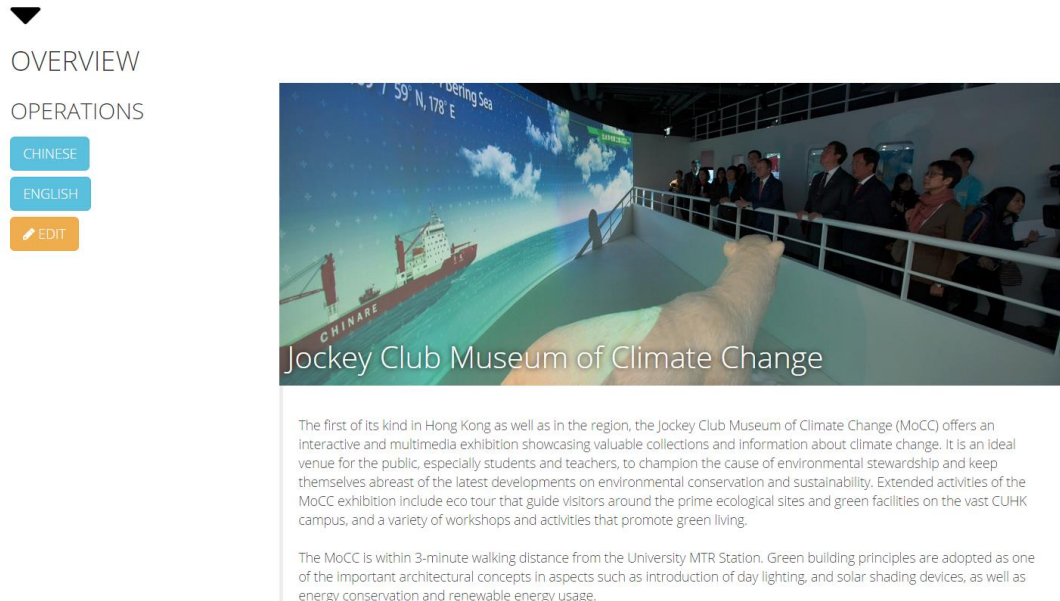 OVERVIEW
OPERATIONS
CHINESE
ENGLISH
EDIT
Bering Sea
59° N, 178° E
CHINARE
Jockey Club Museum of Climate Change
The first of its kind in Hong Kong as well as in the region, the Jockey Club Museum of Climate Change (MoCC) offers an
interactive and multimedia exhibition showcasing valuable collections and information about climate change. It is an ideal
venue for the public, especially students and teachers, to champion the cause of environmental stewardship and keep
themselves abreast of the latest developments on environmental conservation and sustainability. Extended activities of the
MoCC exhibition include eco tour that guide visitors around the prime ecological sites and green facilities on the vast CUHK
campus, and a variety of workshops and activities that promote green living.
The MoCC is within 3-minute walking distance from the University MTR Station. Green building principles are adopted as one
of the important architectural concepts in aspects such as introduction of day lighting, and solar shading devices, as well as
energy conservation and renewable energy usage.